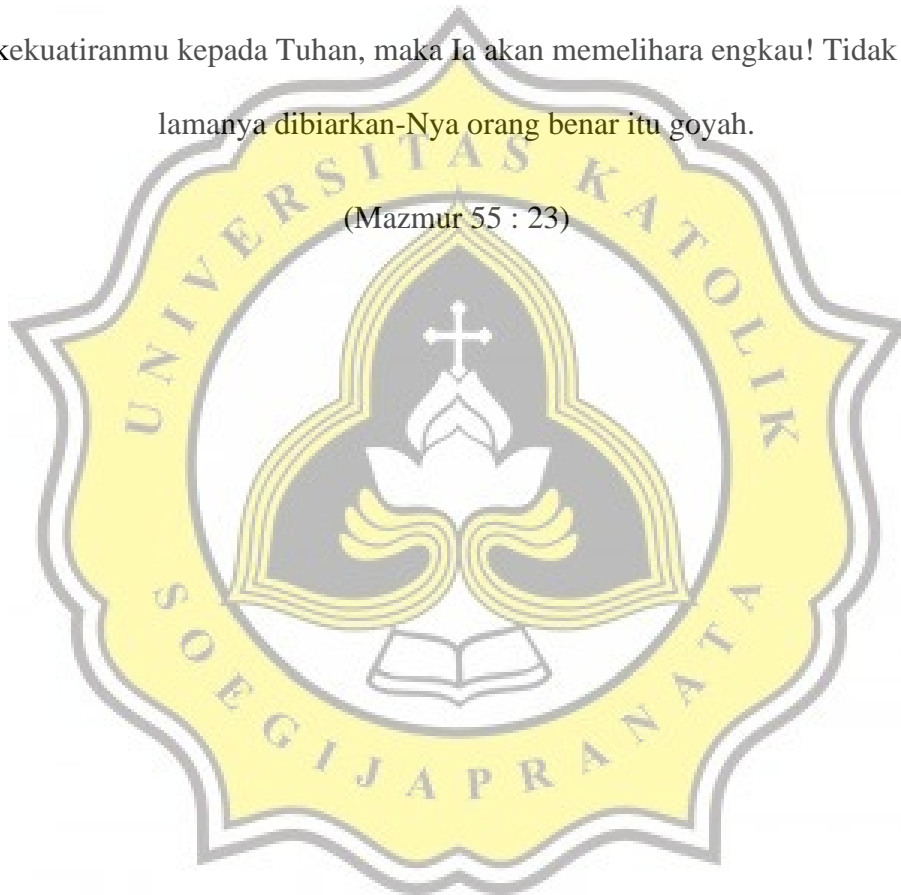 kekuatiranmu kepada Tuhan, maka Ia akan memelihara engkau! Tidak
lamanya dibiarkan-Nya orang benar itu goyah.
(Mazmur 55 : 23)
UNIVERSITAS KATOLIK
SOEGIJAPRANATA